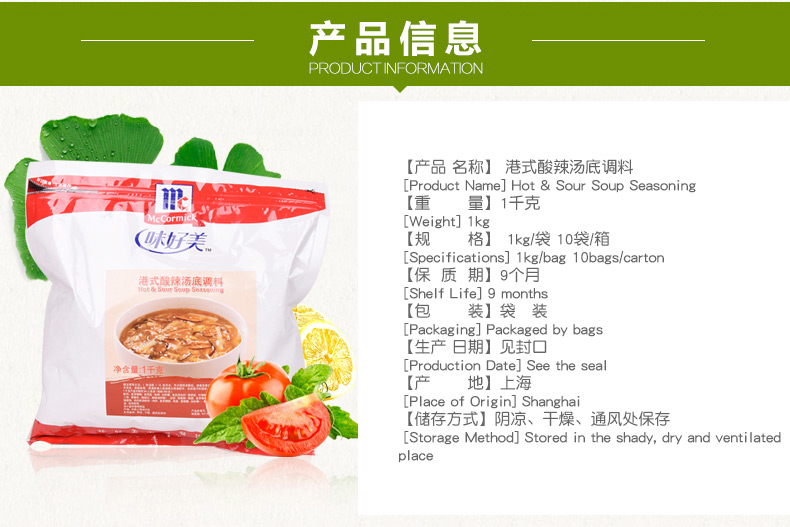 产品信息
PRODUCT INFORMATION
mc
McCormick
味好美™
港式酸辣汤底调料
Hot & Sour Soup Seasoning
净含量:1千克
【产品 名称】 港式酸辣汤底调料
[Product Name] Hot & Sour Soup Seasoning
【重 量】1千克
[Weight] 1kg
【规 格】 1kg/袋 10袋/箱
[Specifications] 1kg/bag 10bags/carton
【保 质 期】9个月
[Shelf Life] 9 months
【包 装】袋 装
[Packaging] Packaged by bags
【生产 日期】见封口
[Production Date] See the seal
【产 地】上海
[Place of Origin] Shanghai
【储存方式】阴凉、干燥、通风处保存
[Storage Method] Stored in the shady, dry and ventilated
place